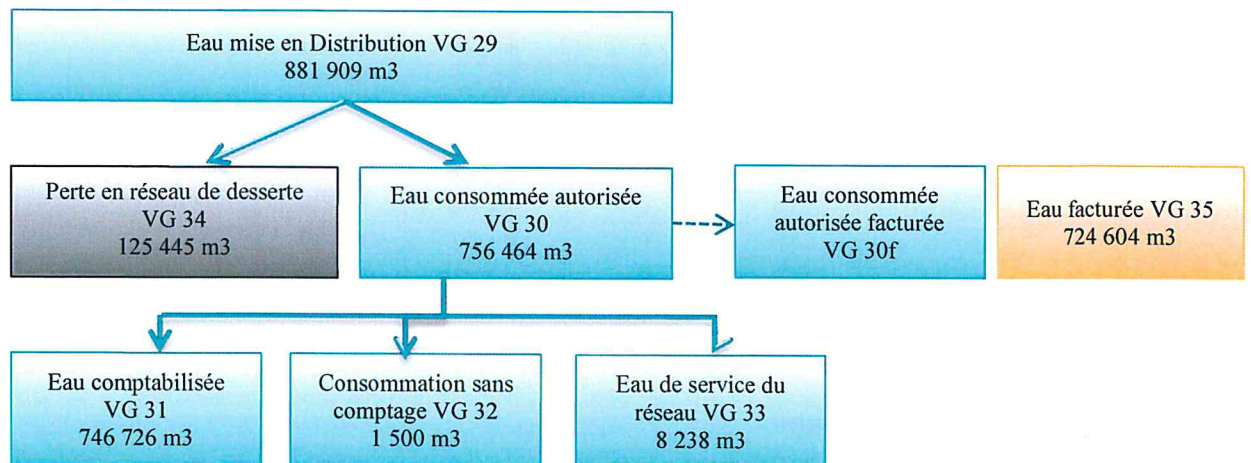 Eau mise en Distribution VG 29
881 909 m3
Perte en réseau de desserte
VG 34
125 445 m3
Eau consommée autorisée
VG 30
756 464 m3
Eau consommée
autorisée facturée
VG 30f
Eau facturée VG 35
724 604 m3
Eau comptabilisée
VG 31
746 726 m3
Consommation sans
comptage VG 32
1 500 m3
Eau de service du
réseau VG 33
8 238 m3